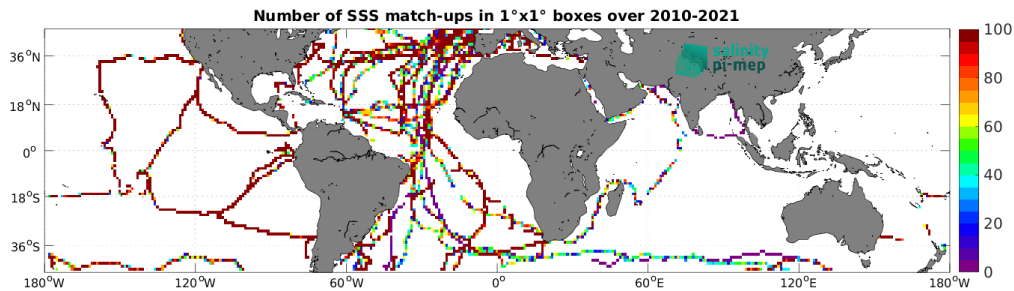 Number of SSS match-ups in 1°x1° boxes over 2010-2021
100
36°N
salinity
pi-mep
80
18°N
60
0°
40
18°S
20
36°S
0
180°W 120°W 60°W 0° 60°E 120°E 180°W